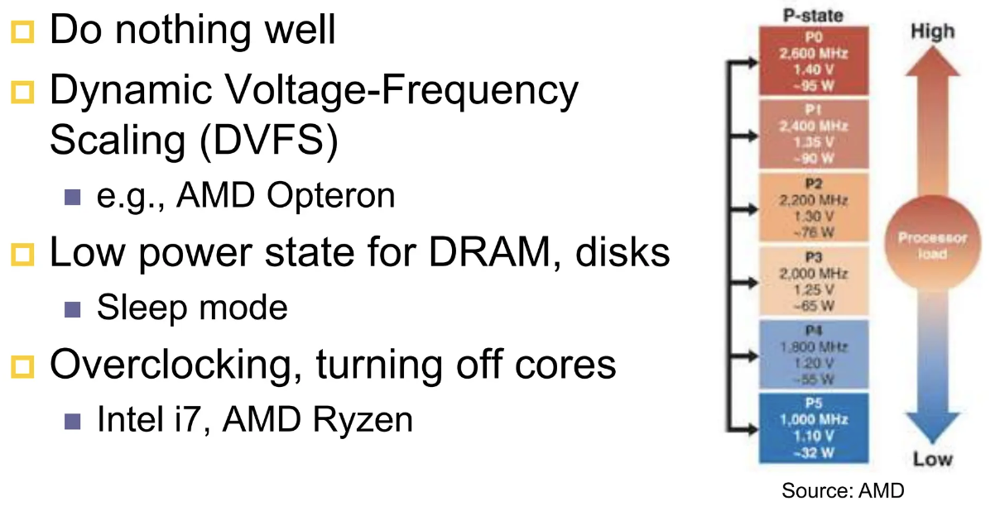 Do nothing well
Dynamic Voltage-Frequency
Scaling (DVFS)
e.g., AMD Opteron
Low power state for DRAM, disks
Sleep mode
Overclocking, turning off cores
Intel i7, AMD Ryzen
P-state
P0
2,600 MHz
1.40 V
~95 W
P1
2,400 MHz
1.35 V
~90 W
P2
2,200 MHz
1.30 V
~76 W
P3
2,000 MHz
1.25 V
~65 W
P4
1,800 MHz
1.20 V
~55 W
P5
1,000 MHz
1.10 V
~32 W
High
Processor
load
Low
Source: AMD